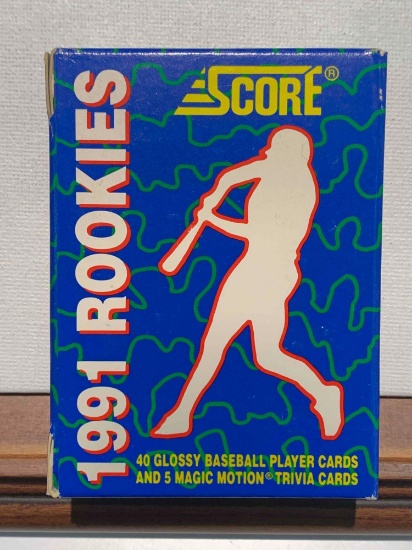 SCORE®
1991 ROOKIES
40 GLOSSY BASEBALL PLAYER CARDS
AND 5 MAGIC MOTION® TRIVIA CARDS